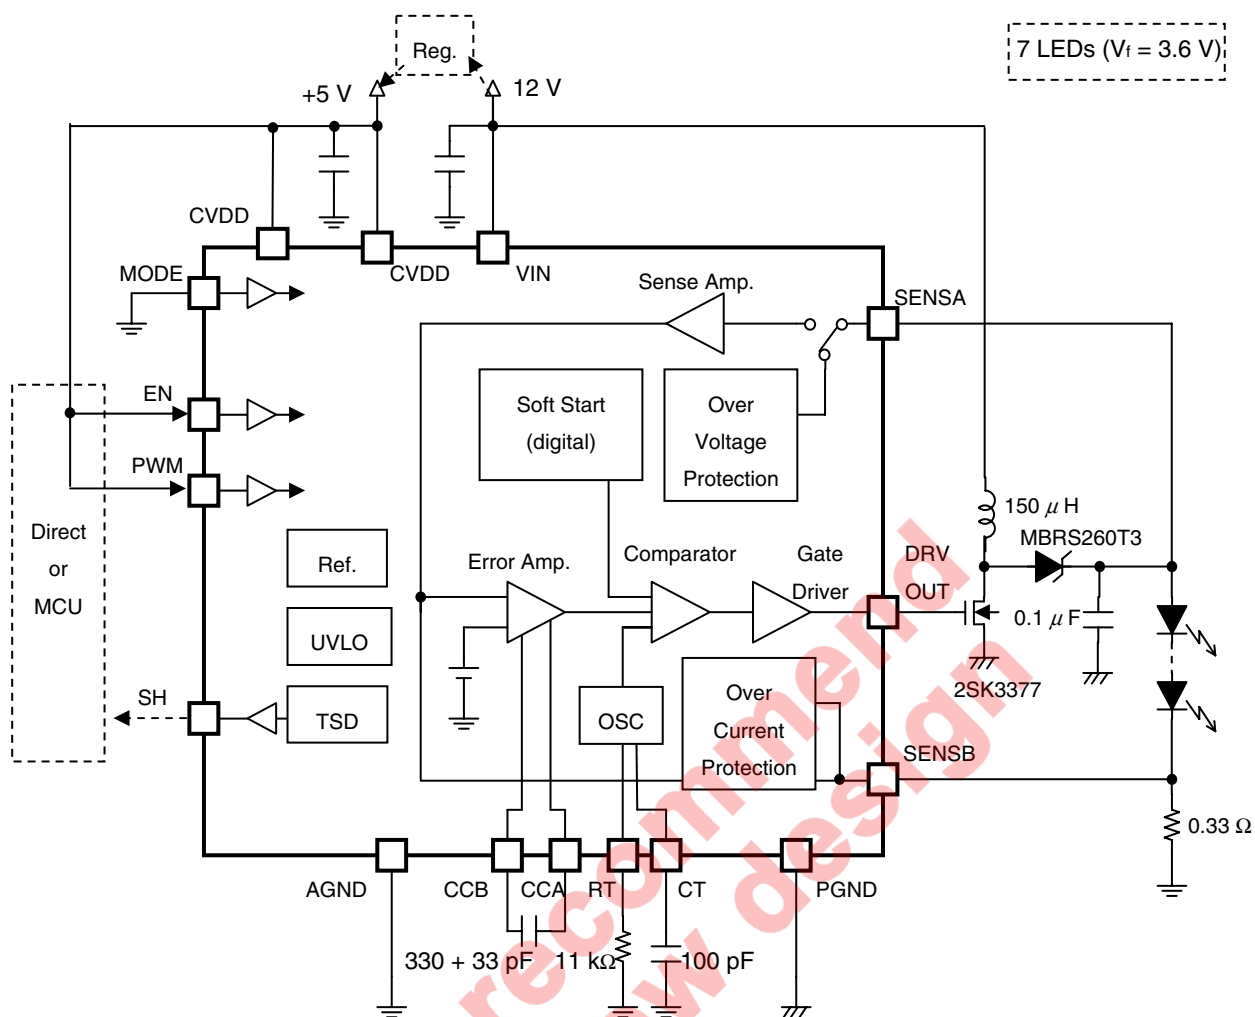 Reg.
7 LEDs (Vf = 3.6 V)
+5 V
12 V
CVDD
MODE
CVDD
VIN
Sense Amp.
SENSA
EN
Soft Start
(digital)
Over
Voltage
Protection
PWM
Direct
or
MCU
150 μH
MBRS260T3
Ref.
Error Amp.
Comparator
Gate
Driver
DRV
OUT
0.1 μF
UVLO
2SK3377
SH
TSD
OSC
Over
Current
Protection
SENSB
0.33 Ω
AGND
CCB
CCA
RT
CT
PGND
330 + 33 pF
11 kΩ
100 pF
recommend
w design